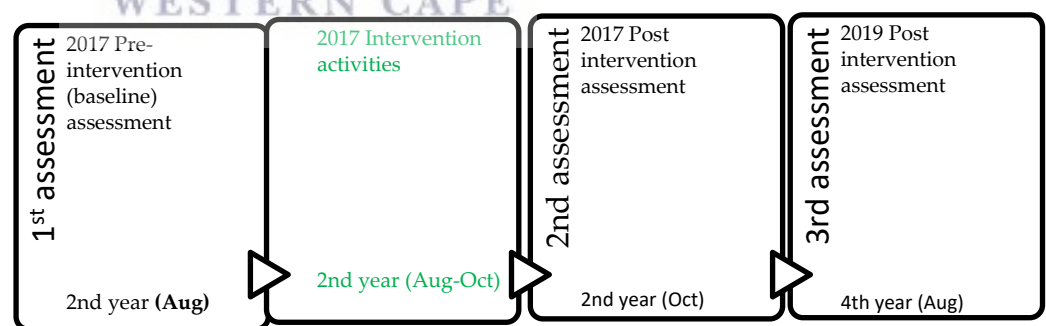 WESTERN CAPE
1st assessment
2017 Pre-
intervention
(baseline)
assessment
2nd year (Aug)
2017 Intervention
activities
2nd year (Aug-Oct)
2nd assessment
2017 Post
intervention
assessment
2nd year (Oct)
3rd assessment
2019 Post
intervention
assessment
4th year (Aug)